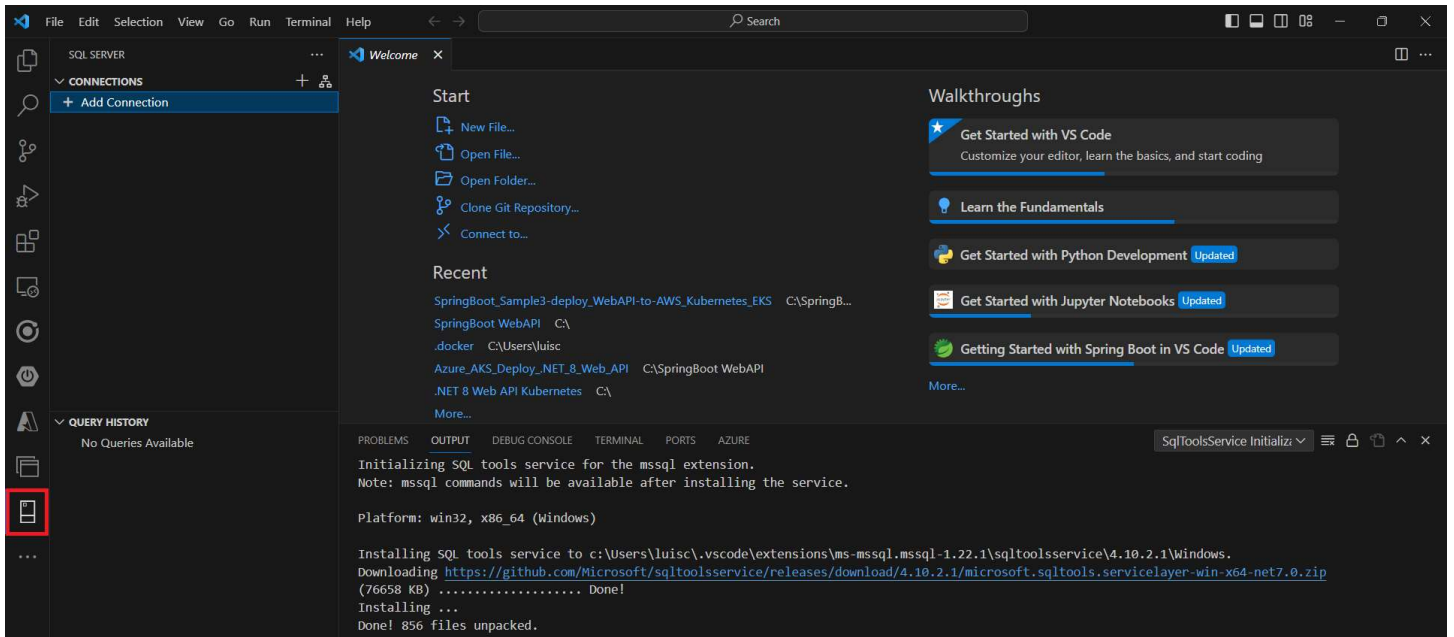 File Edit Selection View Go Run Terminal Help
Search
SQL SERVER
CONNECTIONS
Add Connection
QUERY HISTORY
No Queries Available
Welcome
Start
New File...
Open File...
Open Folder...
Clone Git Repository...
Connect to...
Recent
SpringBoot_Sample3-deploy_WebAPI-to-AWS_Kubernetes_EKS C:\SpringB...
SpringBoot WebAPI C:\
.docker C:\Users\luisc
Azure_AKS_Deploy_.NET_8_Web_API C:\SpringBoot WebAPI
.NET 8 Web API Kubernetes C:\
More...
Walkthroughs
Get Started with VS Code
Customize your editor, learn the basics, and start coding
Learn the Fundamentals
Get Started with Python Development Updated
Get Started with Jupyter Notebooks Updated
Getting Started with Spring Boot in VS Code Updated
More...
PROBLEMS OUTPUT DEBUG CONSOLE TERMINAL PORTS AZURE
SqlToolsService Initializa
Initializing SQL tools service for the mssql extension.
Note: mssql commands will be available after installing the service.
Platform: win32, x86_64 (Windows)
Installing SQL tools service to c:\Users\luisc\.vscode\extensions\ms-mssql.mssql-1.22.1\sqltoolsservice\4.10.2.1\Windows.
Downloading https://github.com/Microsoft/sqltoolsservice/releases/download/4.10.2.1/microsoft.sqltools.servicelayer-win-x64-net7.0.zip
(76658 KB) .................... Done!
Installing ...
Done! 856 files unpacked.